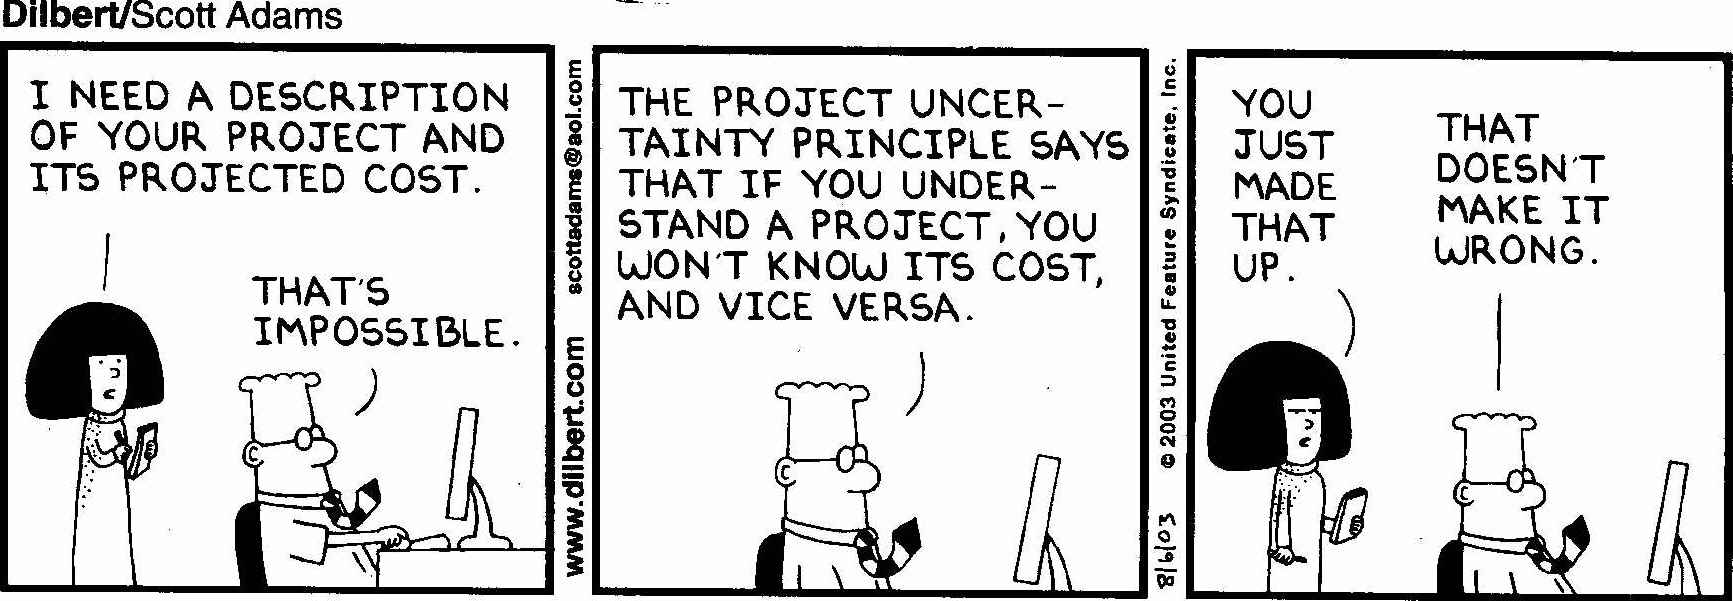 Dilbert/Scott Adams
I NEED A DESCRIPTION
OF YOUR PROJECT AND
ITS PROJECTED COST.
THAT'S
IMPOSSIBLE.
www.dilbert.com scottadams@aol.com
THE PROJECT UNCER-
TAINTY PRINCIPLE SAYS
THAT IF YOU UNDER-
STAND A PROJECT, YOU
WON'T KNOW ITS COST,
AND VICE VERSA.
8/6/03 © 2003 United Feature Syndicate, Inc.
YOU
JUST
MADE
THAT
UP.
THAT
DOESN'T
MAKE IT
WRONG.